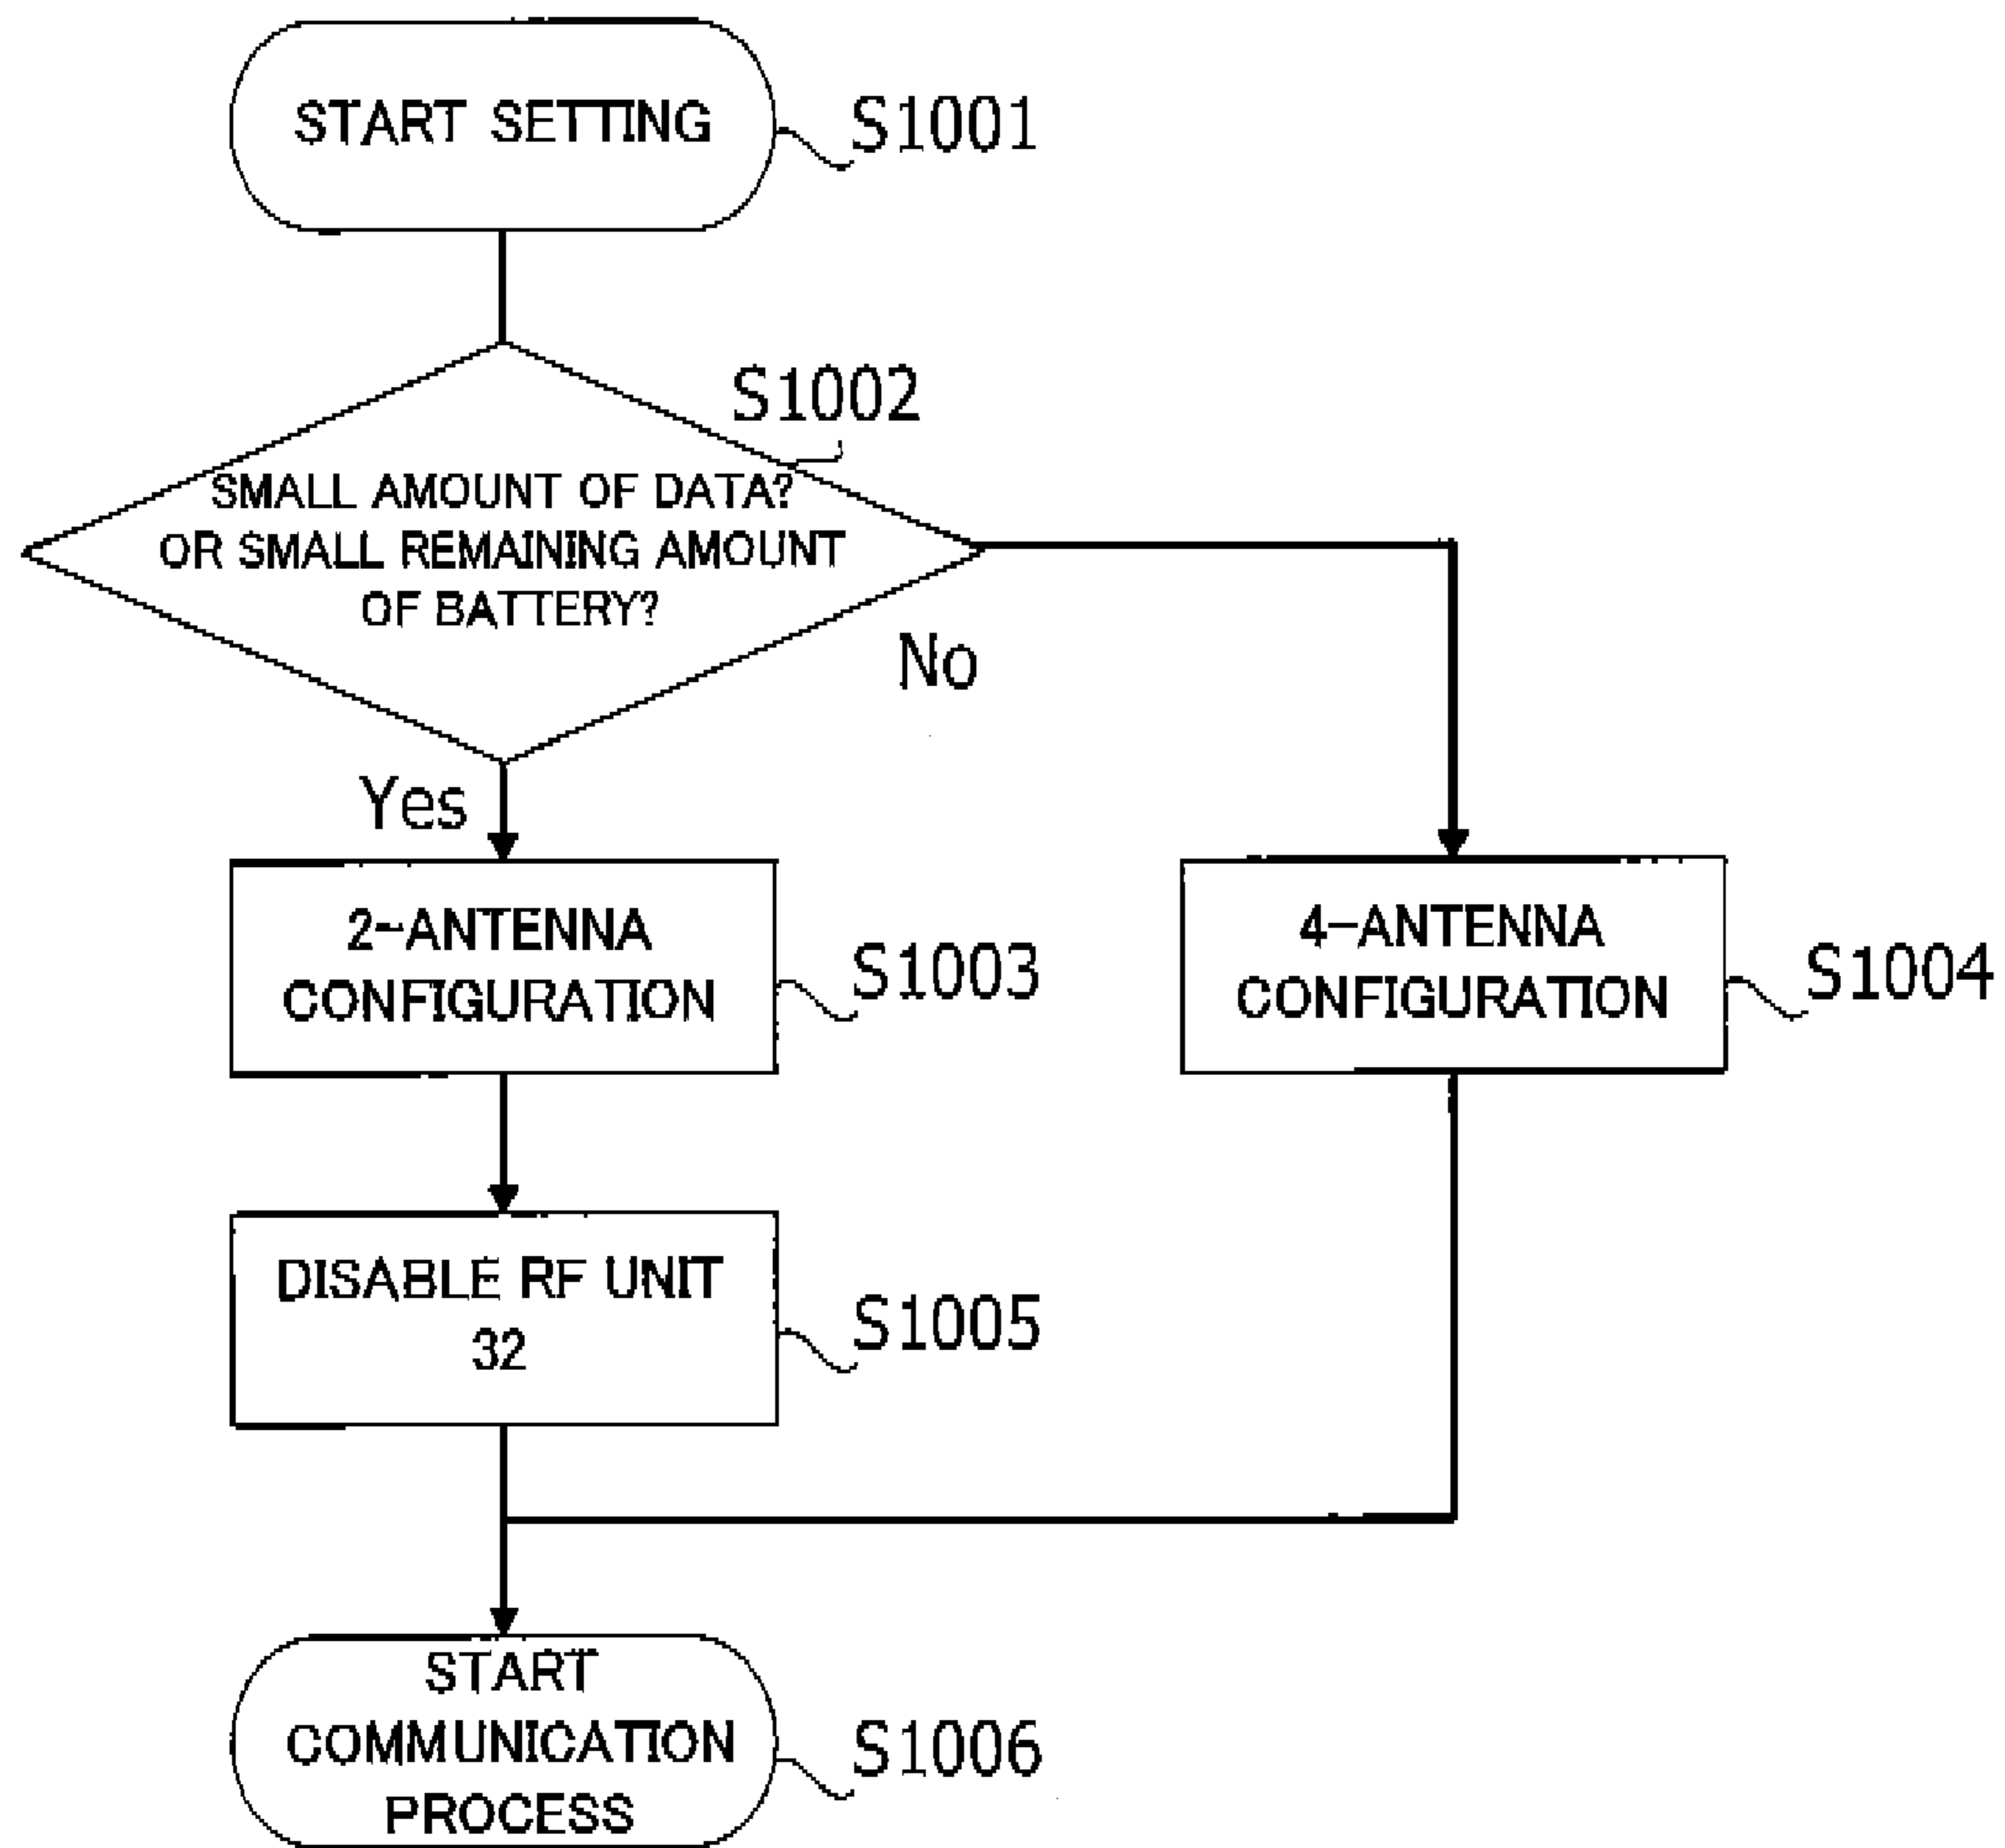 START SETTING
S1001
S1002
SMALL AMOUNT OF DATA?
OR SMALL REMAINING AMOUNT
OF BATTERY?
No
Yes
2-ANTENNA
CONFIGURATION
S1003
4-ANTENNA
CONFIGURATION
S1004
DISABLE RF UNIT
32
S1005
START
COMMUNICATION
PROCESS
S1006